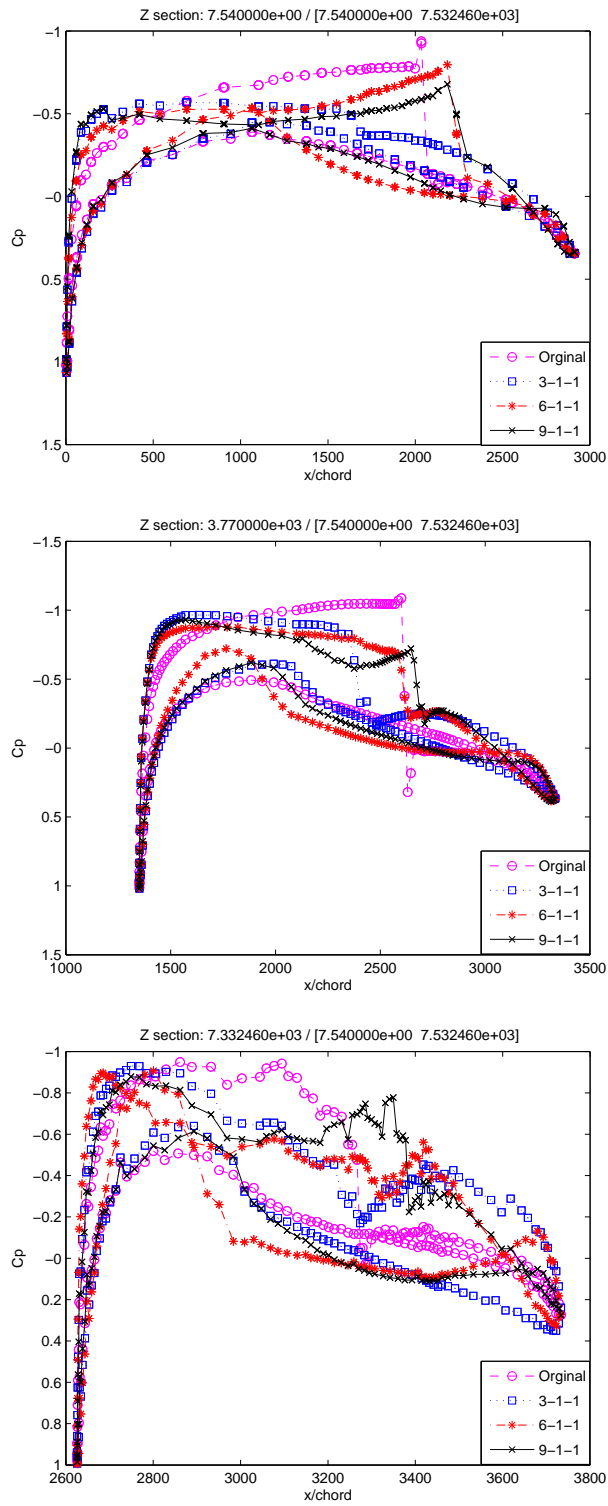 Z section: 7.540000e+00 / [7.540000e+00 7.532460e+03]
−1
−0.5
−0
0.5
1
1.5
Cp
0 500 1000 1500 2000 2500 3000
x/chord
Orginal
3−1−1
6−1−1
9−1−1
Z section: 3.770000e+03 / [7.540000e+00 7.532460e+03]
−1.5
−1
−0.5
−0
0.5
1
1.5
Cp
1000 1500 2000 2500 3000 3500
x/chord
Orginal
3−1−1
6−1−1
9−1−1
Z section: 7.332460e+03 / [7.540000e+00 7.532460e+03]
−1
−0.8
−0.6
−0.4
−0.2
−0
0.2
0.4
0.6
0.8
1
Cp
2600 2800 3000 3200 3400 3600 3800
x/chord
Orginal
3−1−1
6−1−1
9−1−1